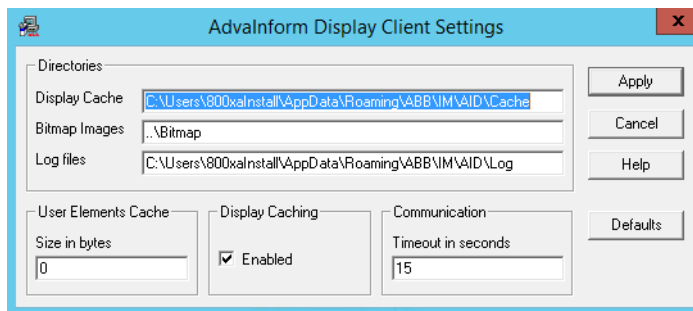 AdvaInform Display Client Settings
x
Directories
Display Cache C:\Users\800xaInstall\AppData\Roaming\ABB\IM\AID\Cache
Apply
Bitmap Images ..\Bitmap
Cancel
Log files C:\Users\800xaInstall\AppData\Roaming\ABB\IM\AID\Log
Help
User Elements Cache
Display Caching
Communication
Defaults
Size in bytes
Timeout in seconds
Enabled
0
15